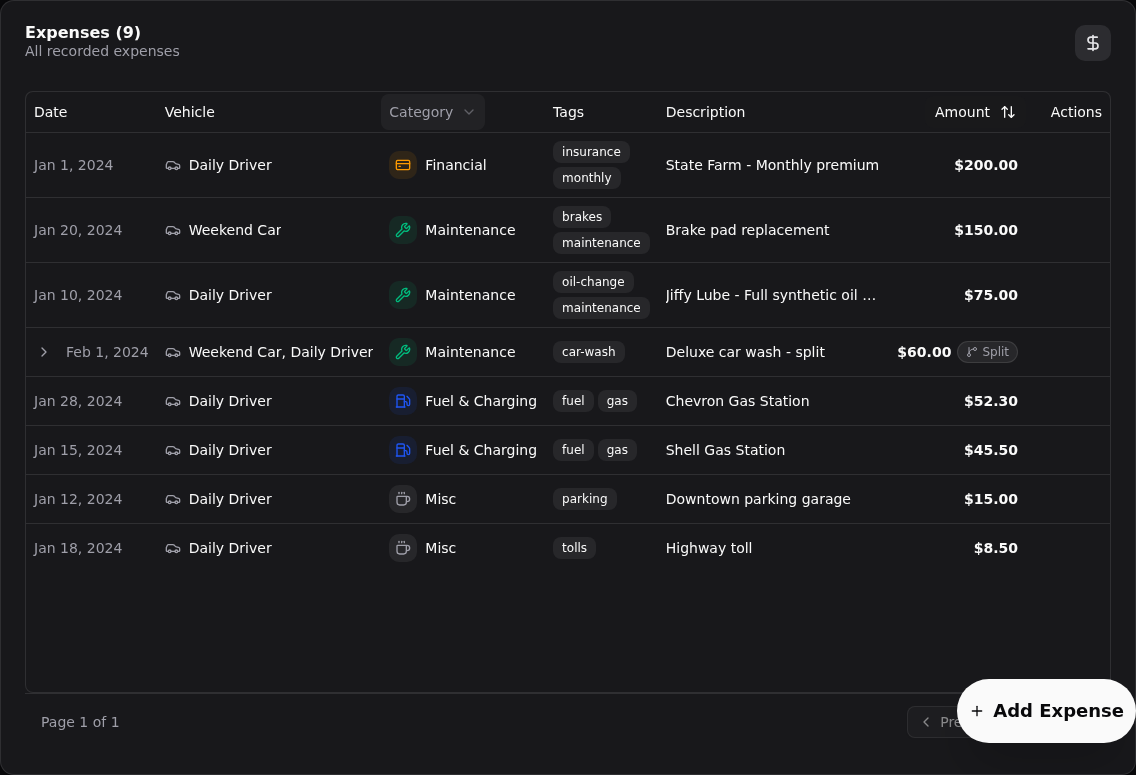 Expenses (9)
All recorded expenses
Date Vehicle Category Tags Description Amount Actions
Jan 1, 2024 Daily Driver Financial insurance monthly State Farm - Monthly premium $200.00
Jan 20, 2024 Weekend Car Maintenance brakes maintenance Brake pad replacement $150.00
Jan 10, 2024 Daily Driver Maintenance oil-change maintenance Jiffy Lube - Full synthetic oil ... $75.00
Feb 1, 2024 Weekend Car, Daily Driver Maintenance car-wash Deluxe car wash - split $60.00 Split
Jan 28, 2024 Daily Driver Fuel & Charging fuel gas Chevron Gas Station $52.30
Jan 15, 2024 Daily Driver Fuel & Charging fuel gas Shell Gas Station $45.50
Jan 12, 2024 Daily Driver Misc parking Downtown parking garage $15.00
Jan 18, 2024 Daily Driver Misc tolls Highway toll $8.50
Page 1 of 1
+ Add Expense